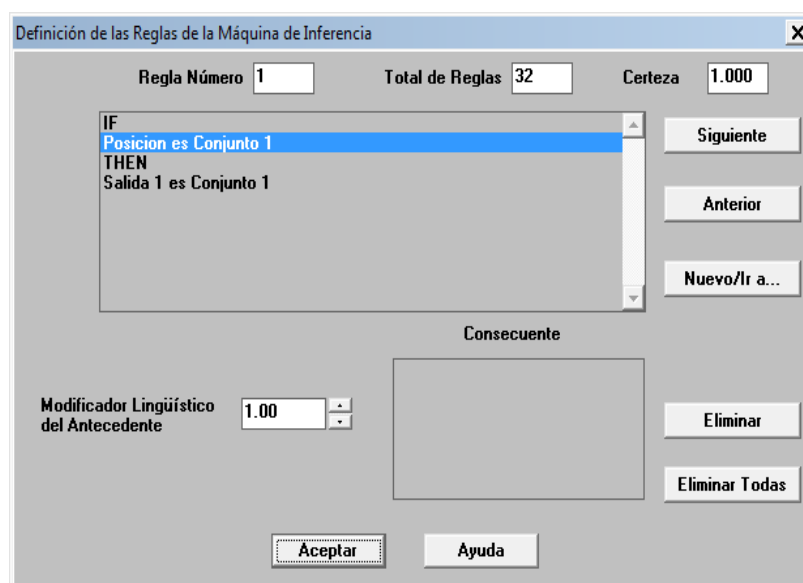 Definición de las Reglas de la Máquina de Inferencia
Regla Número 1 Total de Reglas 32 Certeza 1.000
IF
Posicion es Conjunto 1
THEN
Salida 1 es Conjunto 1
Siguiente
Anterior
Nuevo/Ir a...
Consecuente
Modificador Lingüístico
del Antecedente
1.00
Eliminar
Eliminar Todas
Aceptar
Ayuda